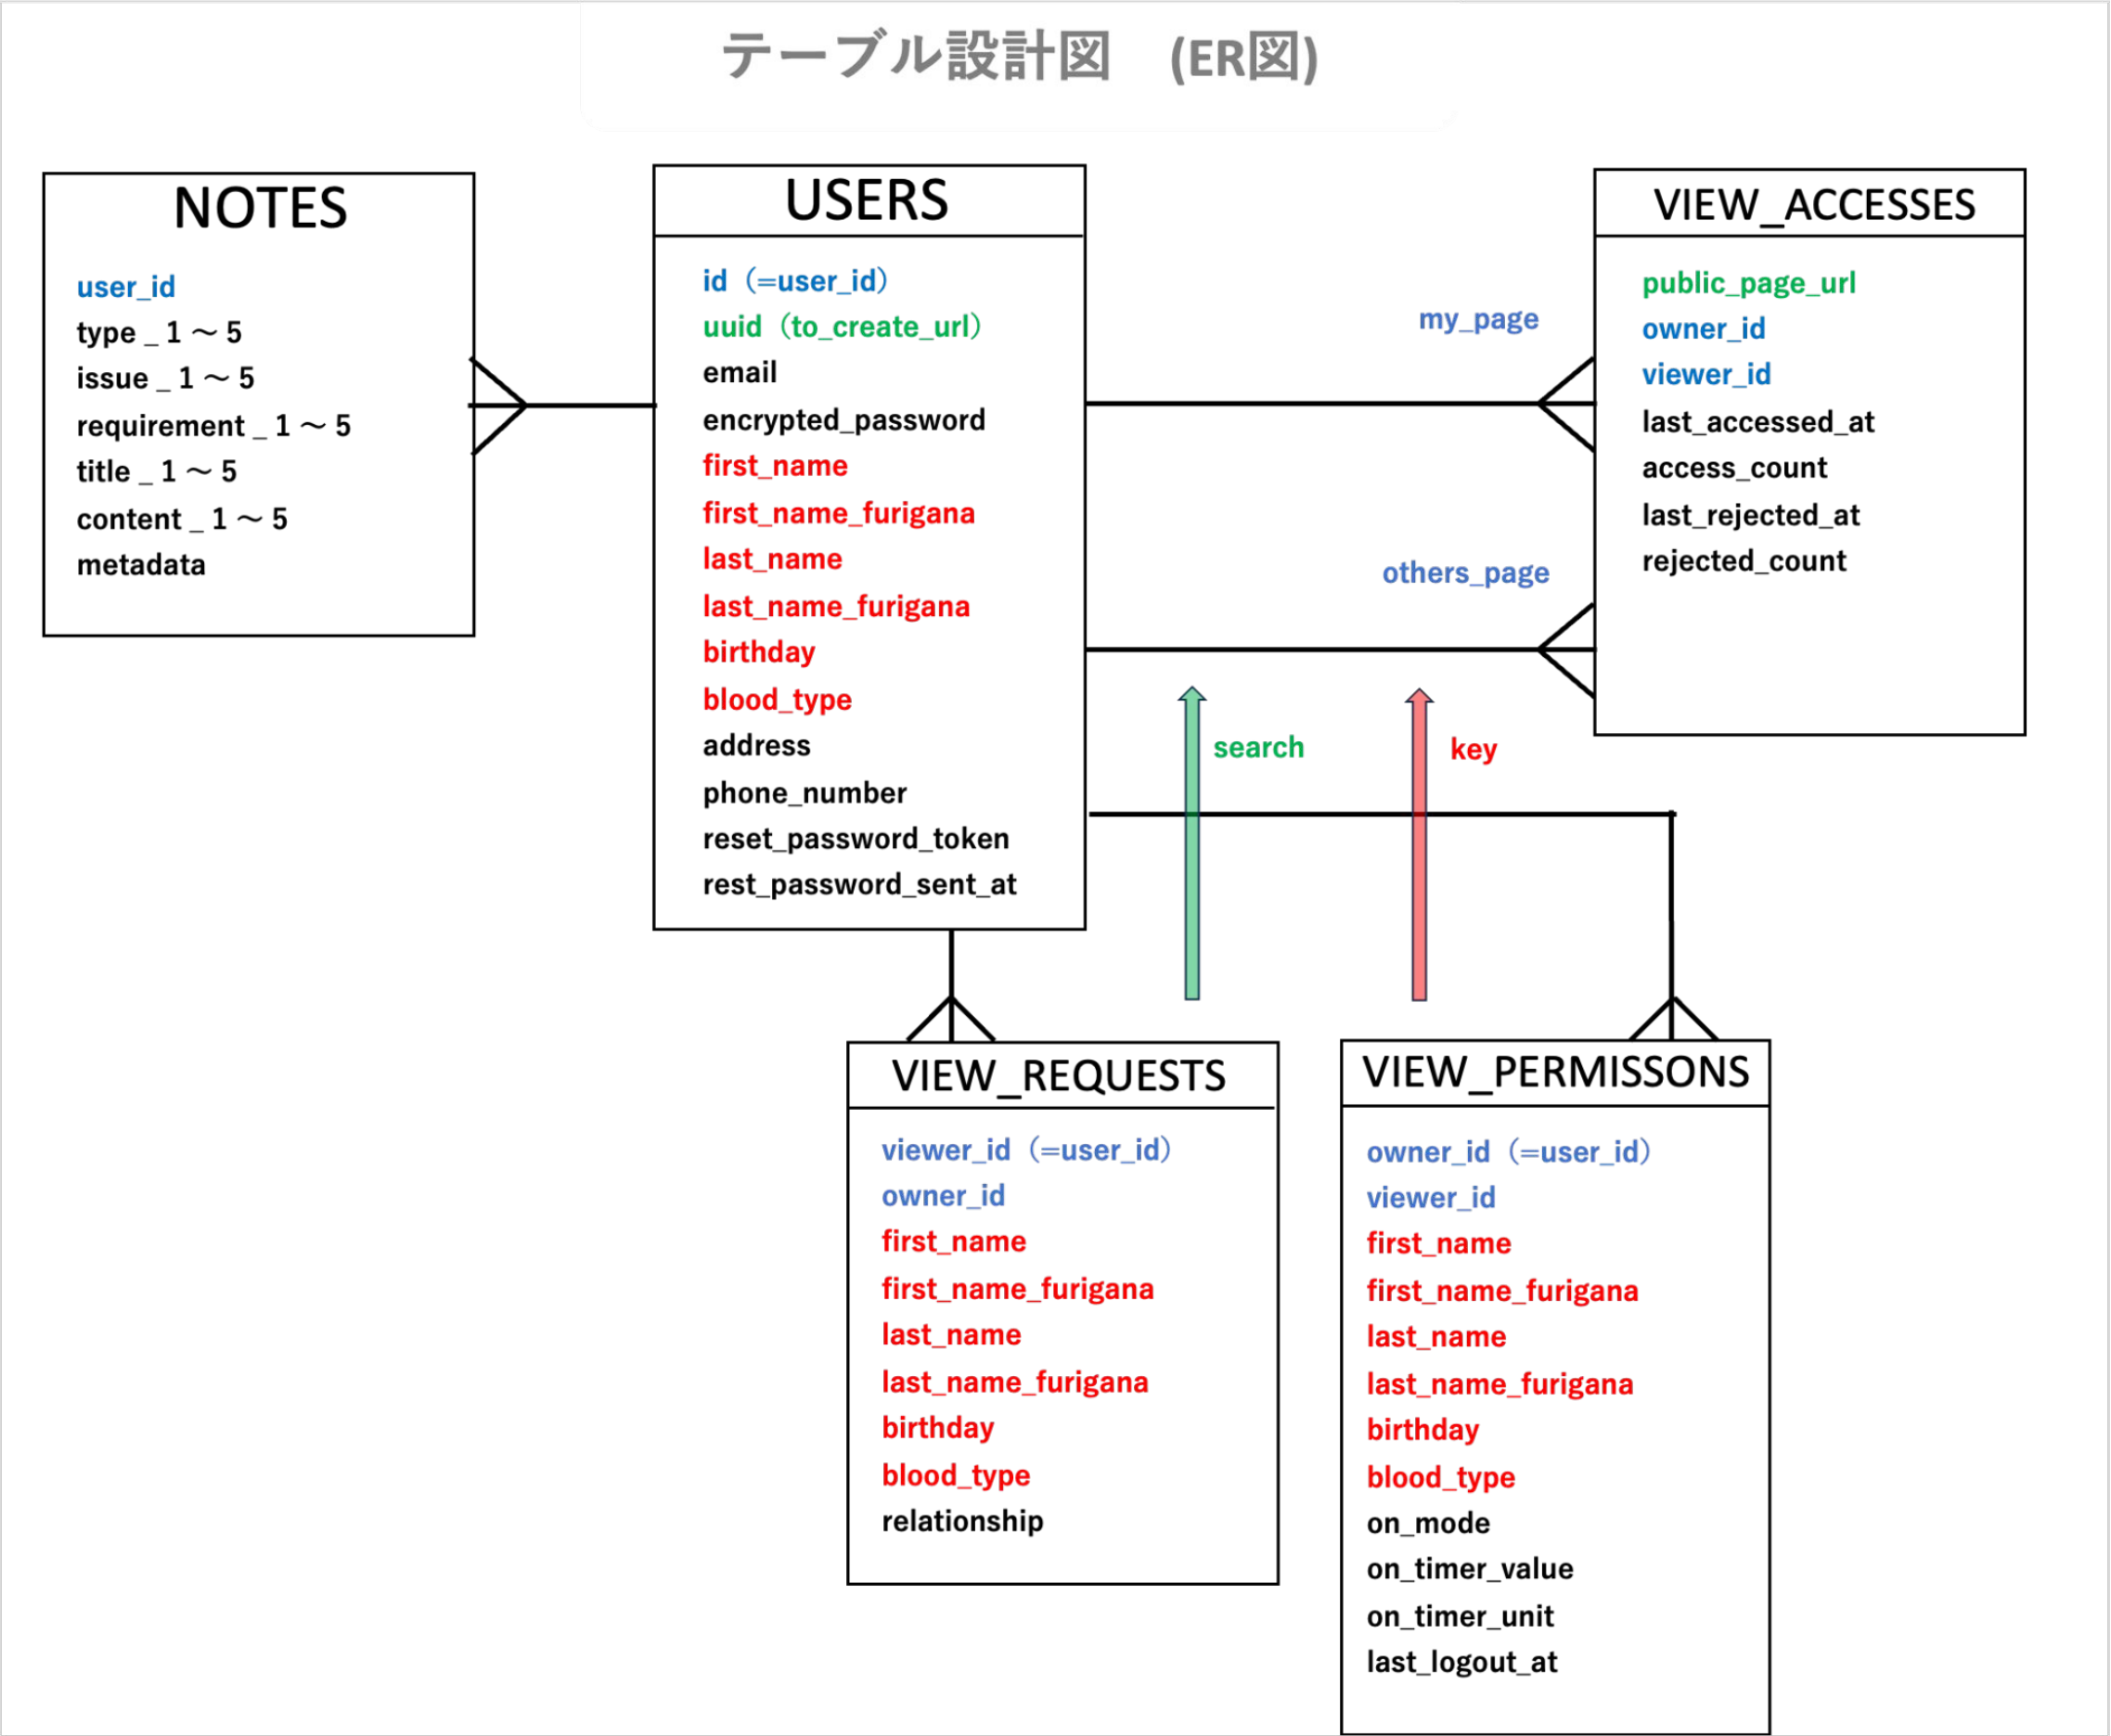 テーブル設計図　(ER図)
NOTES
user_id
type _ 1 ～ 5
issue _ 1 ～ 5
requirement _ 1 ～ 5
title _ 1 ～ 5
content _ 1 ～ 5
metadata
USERS
id（=user_id）
uuid（to_create_url）
email
encrypted_password
first_name
first_name_furigana
last_name
last_name_furigana
birthday
blood_type
address
phone_number
reset_password_token
rest_password_sent_at
my_page
others_page
search
key
VIEW_ACCESSES
public_page_url
owner_id
viewer_id
last_accessed_at
access_count
last_rejected_at
rejected_count
VIEW_REQUESTS
viewer_id（=user_id）
owner_id
first_name
first_name_furigana
last_name
last_name_furigana
birthday
blood_type
relationship
VIEW_PERMISSONS
owner_id（=user_id）
viewer_id
first_name
first_name_furigana
last_name
last_name_furigana
birthday
blood_type
on_mode
on_timer_value
on_timer_unit
last_logout_at